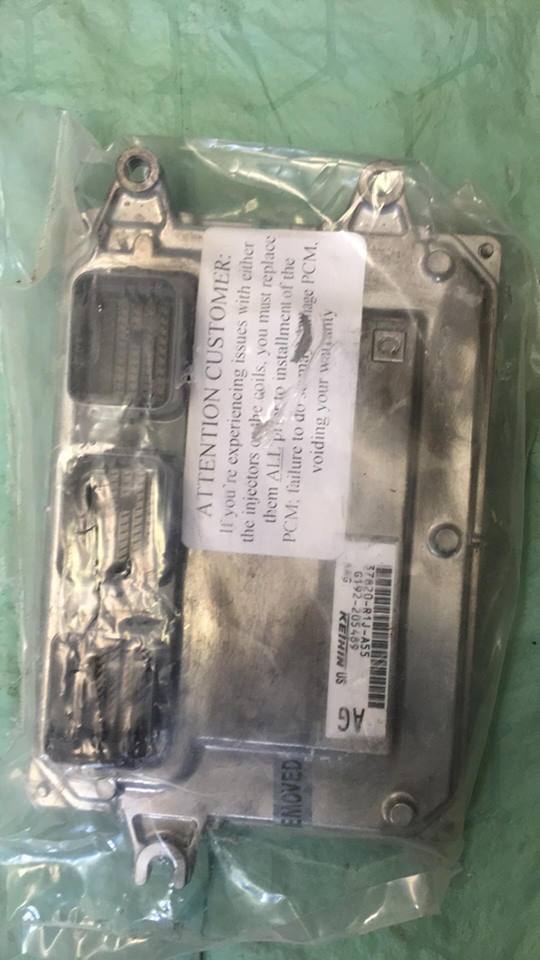 ATTENTION CUSTOMER:
If you're experiencing issues with either
the injectors or the coils, you must replace
them ALL prior to installment of the
PCM; failure to do so may damage PCM,
voiding your warranty
C
37820-R1J-A55
G192-205489
KEIHIN US
AG
EMOVED